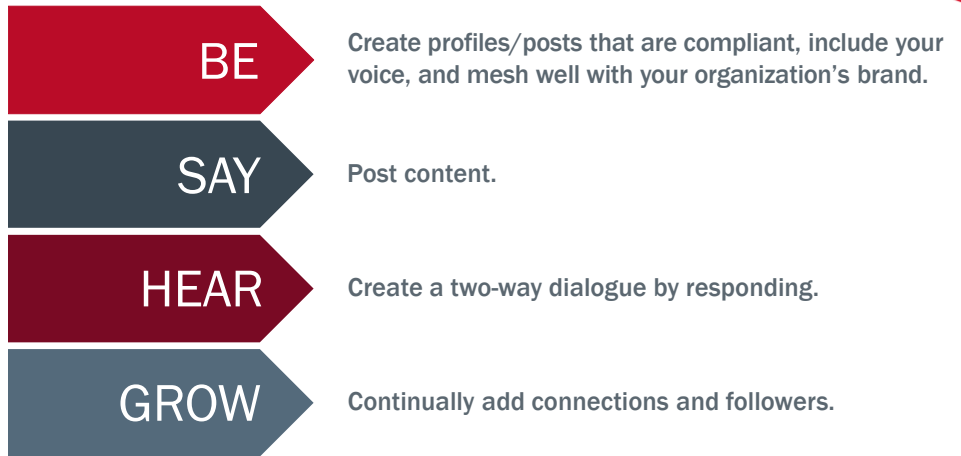 BE
Create profiles/posts that are compliant, include your
voice, and mesh well with your organization’s brand.
SAY
Post content.
HEAR
Create a two-way dialogue by responding.
GROW
Continually add connections and followers.